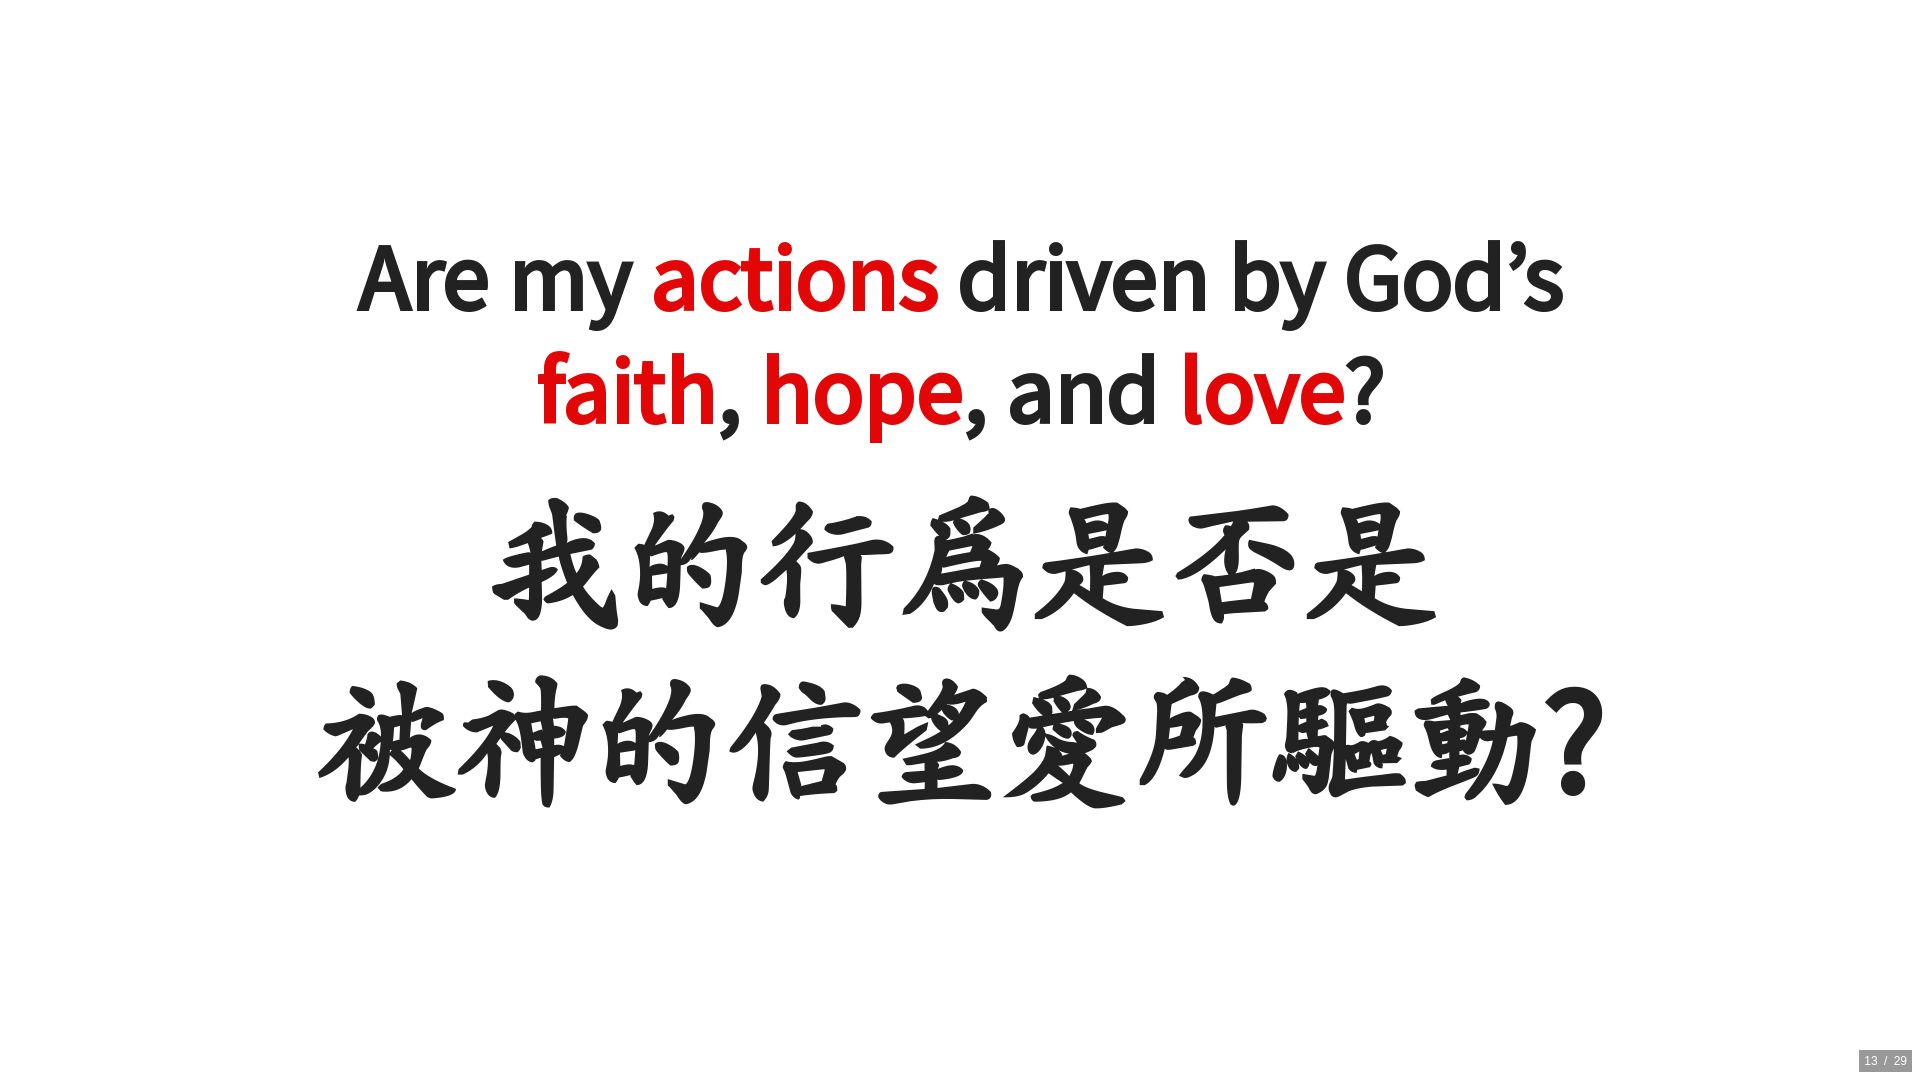 Are my actions driven by God’s
faith, hope, and love?
我的行爲是否是
被神的信望愛所驅動?
13 / 29